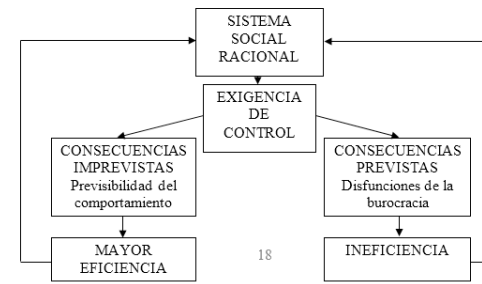 SISTEMA
SOCIAL
RACIONAL
EXIGENCIA
DE
CONTROL
CONSECUENCIAS
IMPREVISTAS
Previsibilidad del
comportamiento
CONSECUENCIAS
PREVISTAS
Disfunciones de la
burocracia
MAYOR
EFICIENCIA
18
INEFICIENCIA